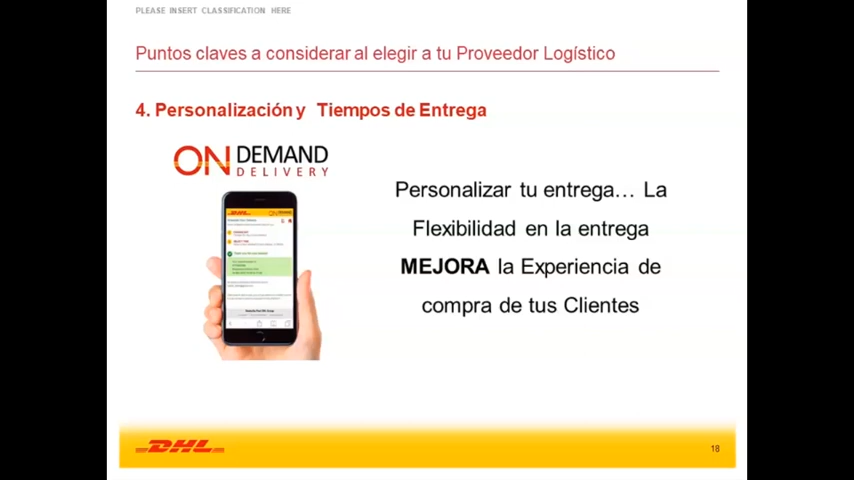 PLEASE INSERT CLASSIFICATION HERE
Puntos claves a considerar al elegir a tu Proveedor Logístico
4. Personalización y Tiempos de Entrega
ON DEMAND
DELIVERY
Personalizar tu entrega… La
Flexibilidad en la entrega
MEJORA la Experiencia de
compra de tus Clientes
DHL
DHL
18